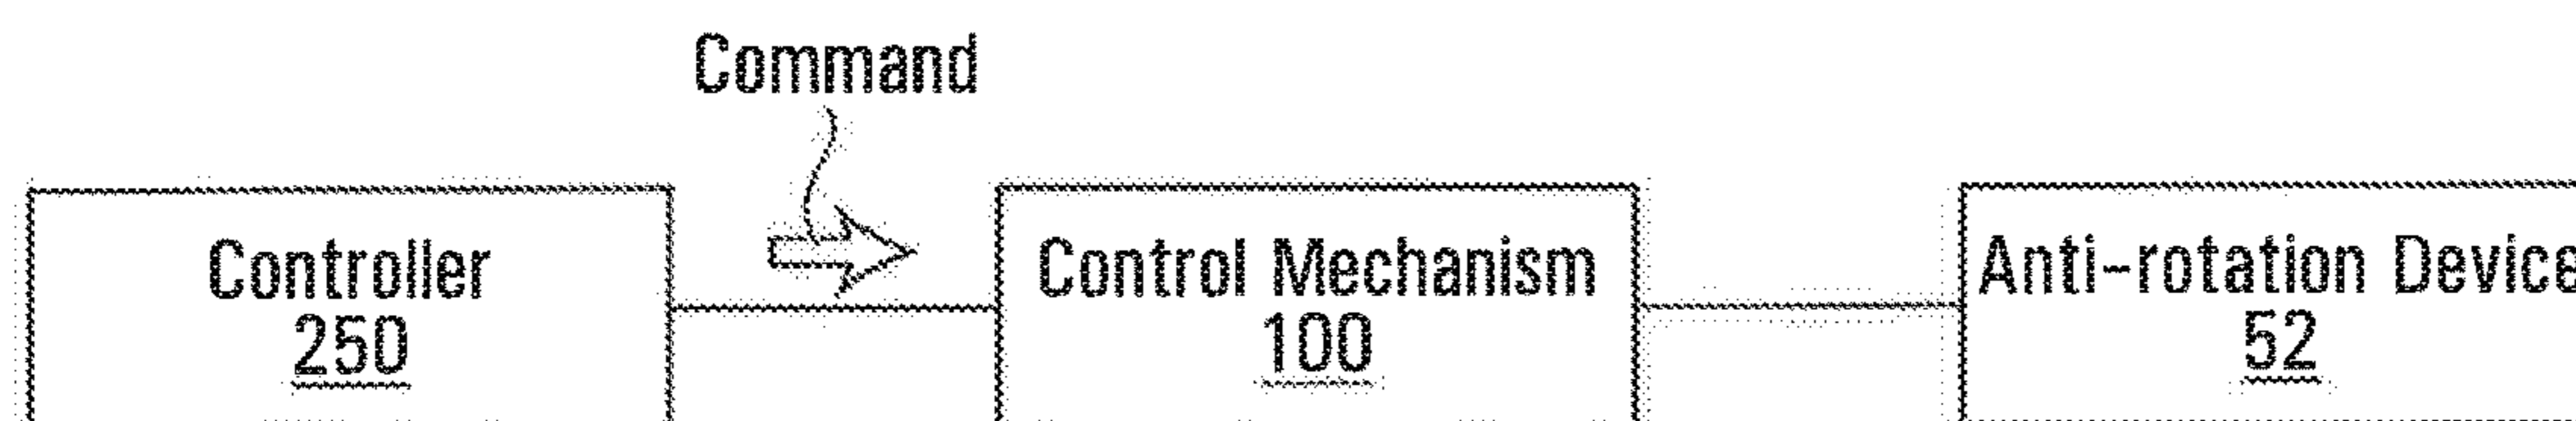 Command
Controller
250
Control Mechanism
100
Anti-rotation Device
52